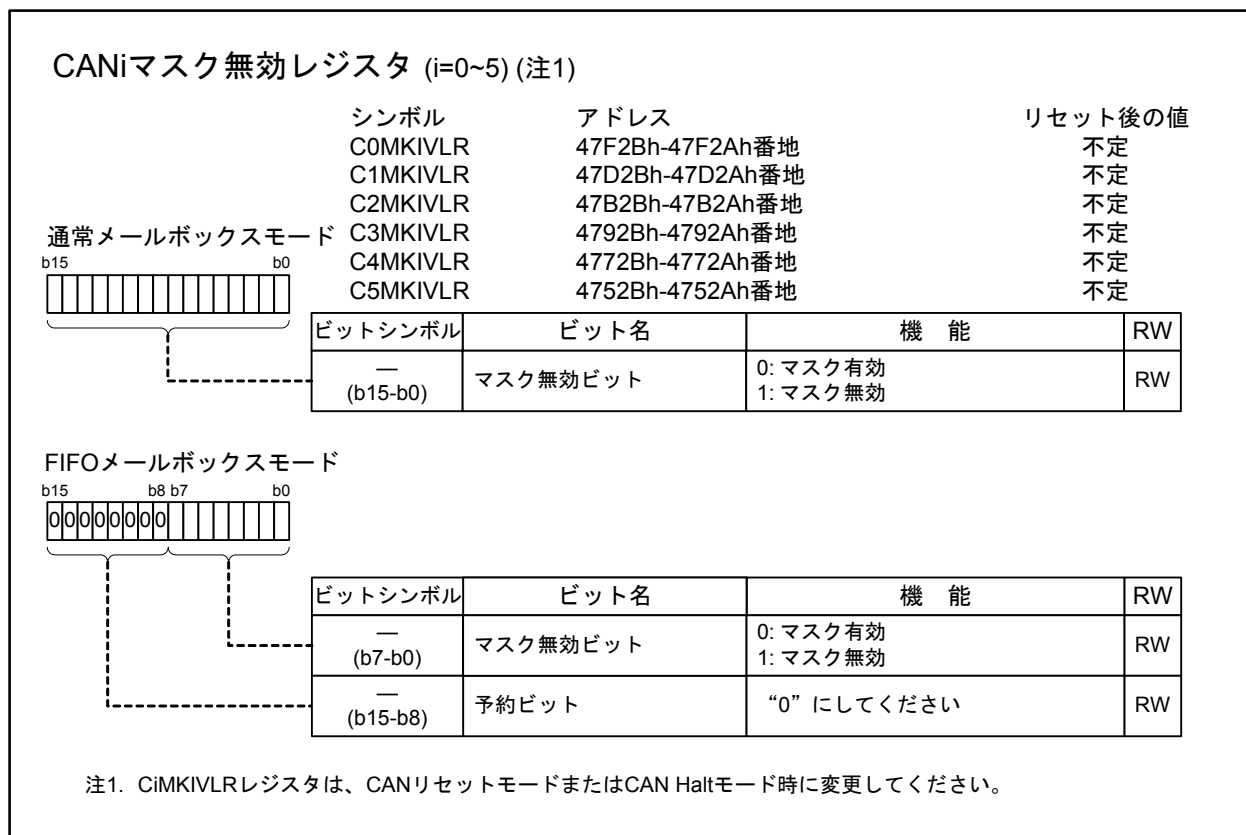 CANiマスク無効レジスタ (i=0~5) (注1)
シンボル アドレス リセット後の値
C0MKIVLR 47F2Bh-47F2Ah番地 不定
C1MKIVLR 47D2Bh-47D2Ah番地 不定
C2MKIVLR 47B2Bh-47B2Ah番地 不定
C3MKIVLR 4792Bh-4792Ah番地 不定
C4MKIVLR 4772Bh-4772Ah番地 不定
C5MKIVLR 4752Bh-4752Ah番地 不定
通常メールボックスモード
b15 b0
ビットシンボル ビット名 機 能 RW
—
(b15-b0) マスク無効ビット 0: マスク有効
1: マスク無効 RW
FIFOメールボックスモード
b15 b8 b7 b0
0 0 0 0 0 0 0 0
ビットシンボル ビット名 機 能 RW
—
(b7-b0) マスク無効ビット 0: マスク有効
1: マスク無効 RW
—
(b15-b8) 予約ビット “0”にしてください RW
注1. CiMKIVLRレジスタは、CANリセットモードまたはCAN Haltモード時に変更してください。